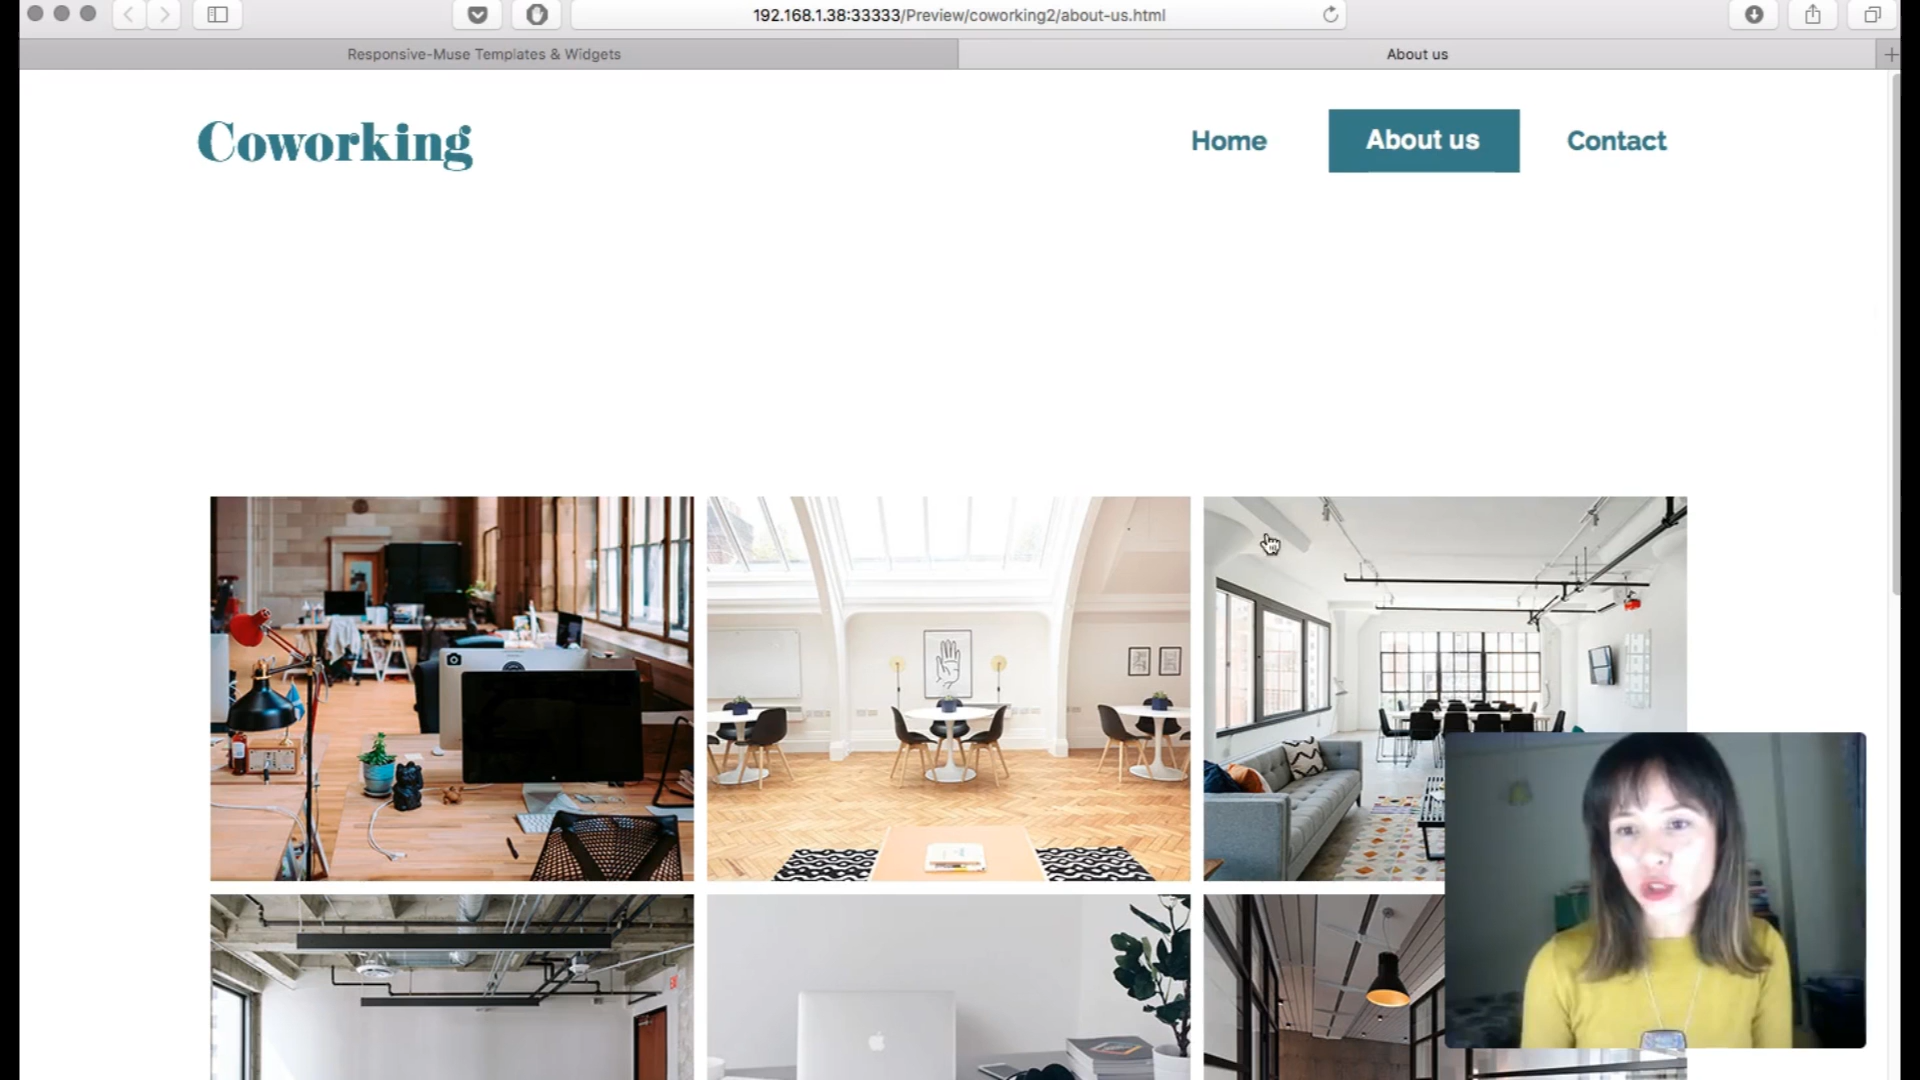 192.168.1.38:33333/Preview/coworking2/about-us.html
Responsive-Muse Templates & Widgets
About us
Coworking
Home
About us
Contact